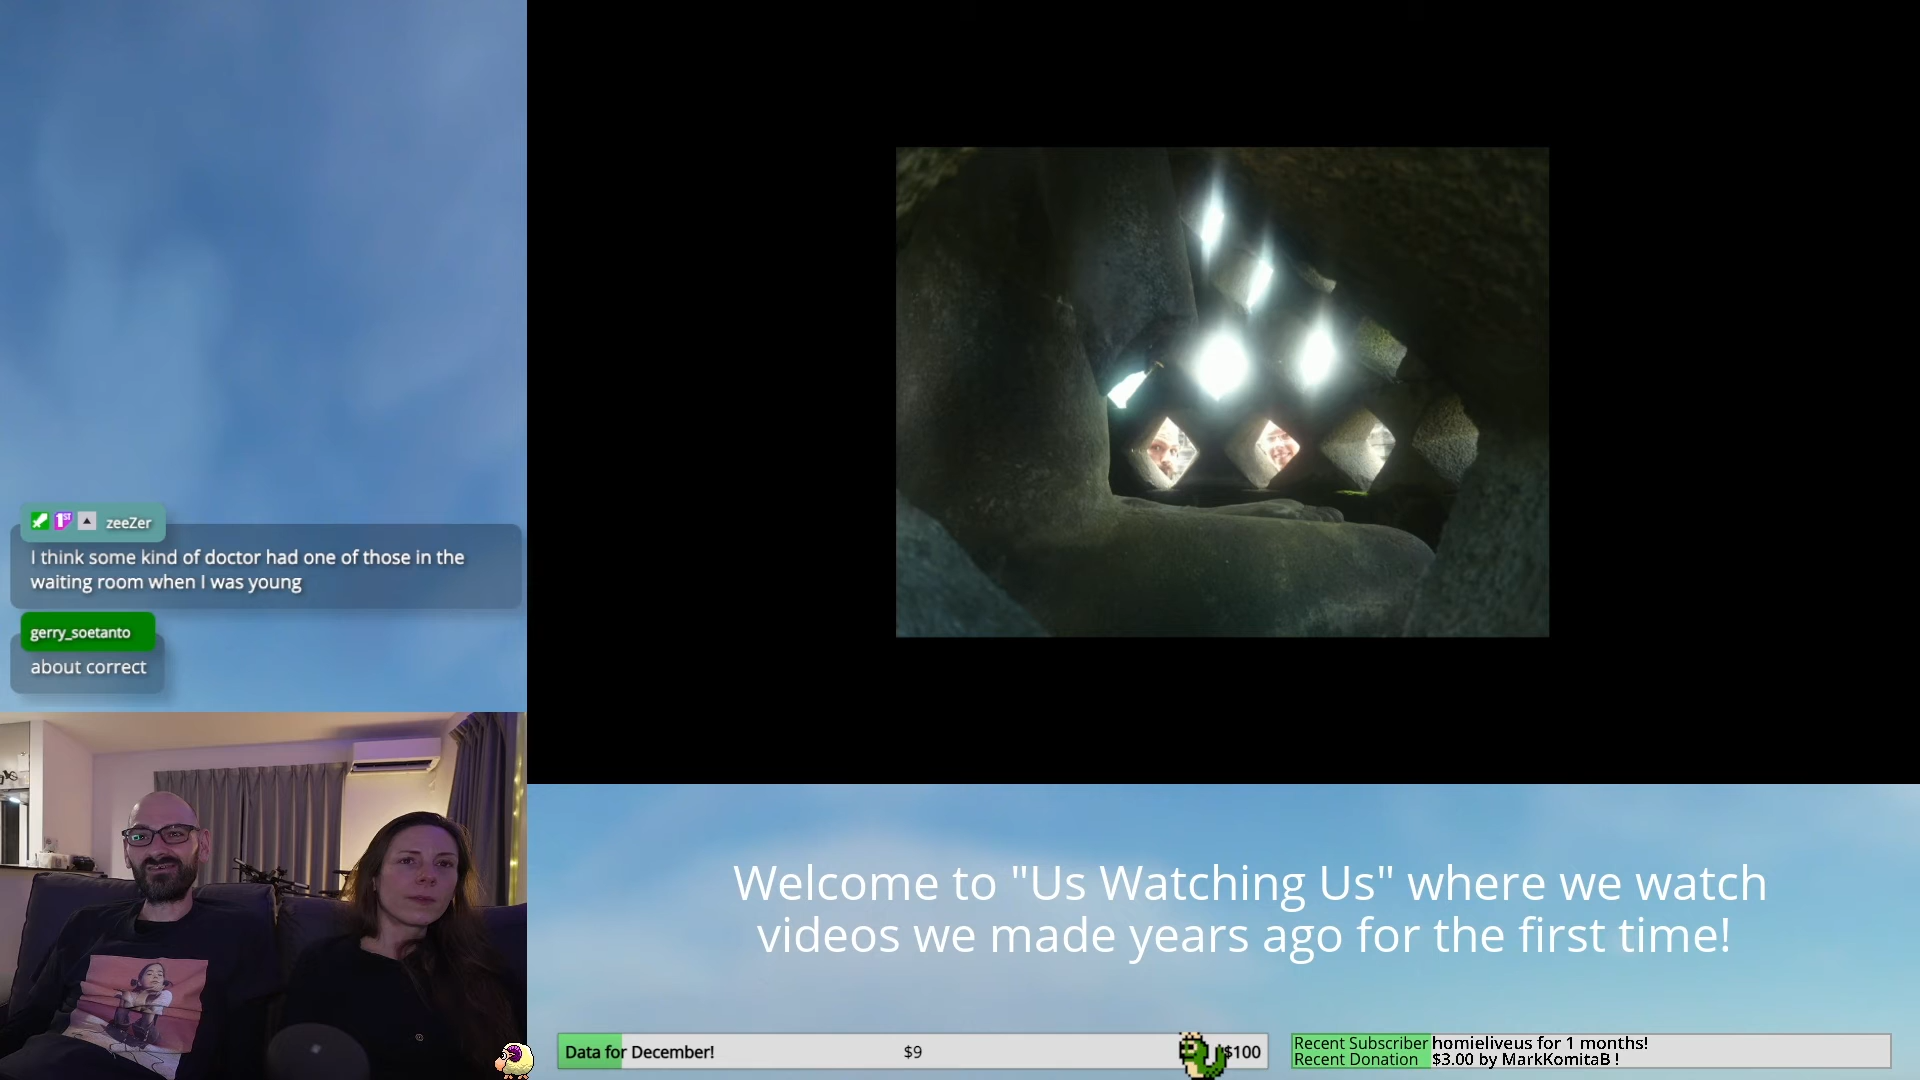 1ST zeeZer
I think some kind of doctor had one of those in the
waiting room when I was young
gerry_soetanto
about correct
Welcome to "Us Watching Us" where we watch
videos we made years ago for the first time!
Data for December! $9 $100
Recent Subscriber homieliveus for 1 months!
Recent Donation $3.00 by MarkKomitaB !